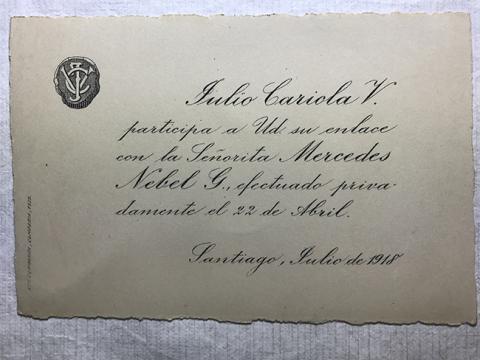 Julio Cariola V.
participa a Ud. su enlace
con la Señorita Mercedes
Nebel G., efectuado priva-
damente el 22 de Abril.
Santiago, Julio de 1918